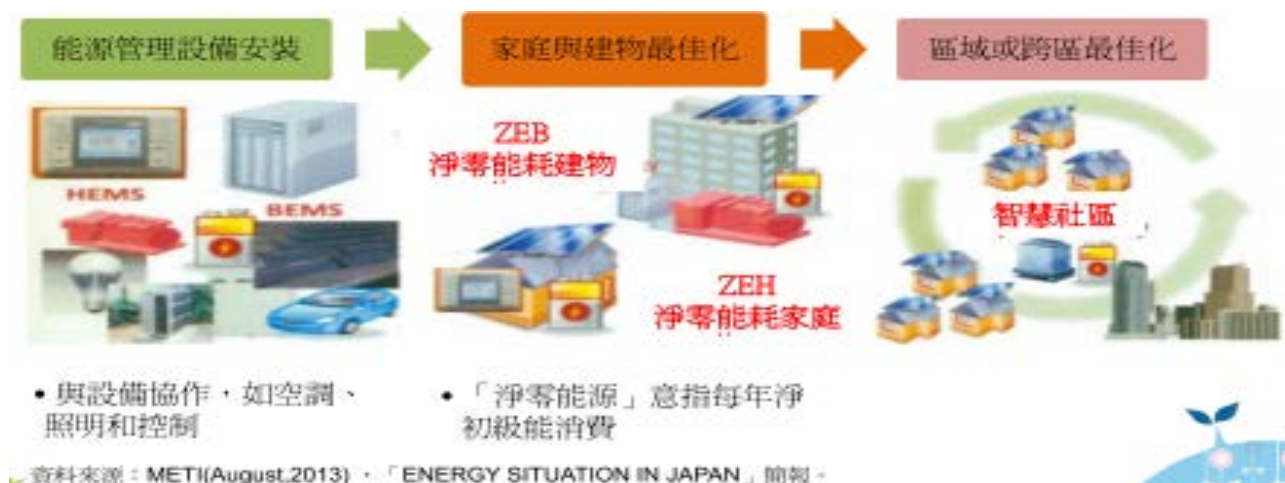 能源管理設備安裝
家庭與建物最佳化
區域或跨區最佳化
HEMS
BEMS
ZEB
淨零能耗建物
ZEH
淨零能耗家庭
智慧社區
• 與設備協作，如空調、
照明和控制
• 「淨零能源」意指每年淨
初級能消費
資料來源：METI(August,2013)，「ENERGY SITUATION IN JAPAN」簡報。